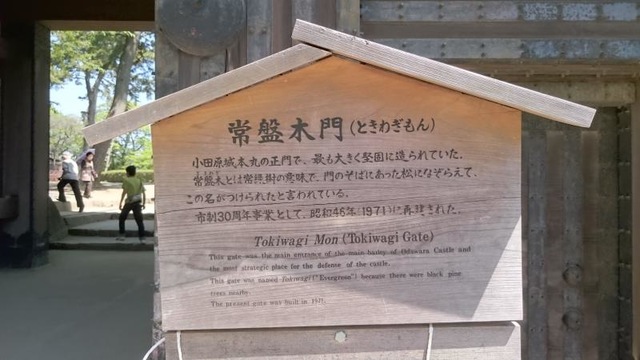 常盤木門(ときわぎもん)
小田原城本丸の正門で、最も大きく堅固に造られていた。
常盤木とは常緑樹の意味で、門のそばにあった松になぞらえて、
この名がつけられたと言われている。
市制30周年事業として、昭和46年(1971)に再建された。
Tokiwagi Mon (Tokiwagi Gate)
This gate was the main entrance of the main bailey of Odawara Castle and
the most strategic place for the defense of the castle.
This gate was named Tokiwagi ("Evergreen") because there were black pine
trees nearby.
The present gate was built in 1971.